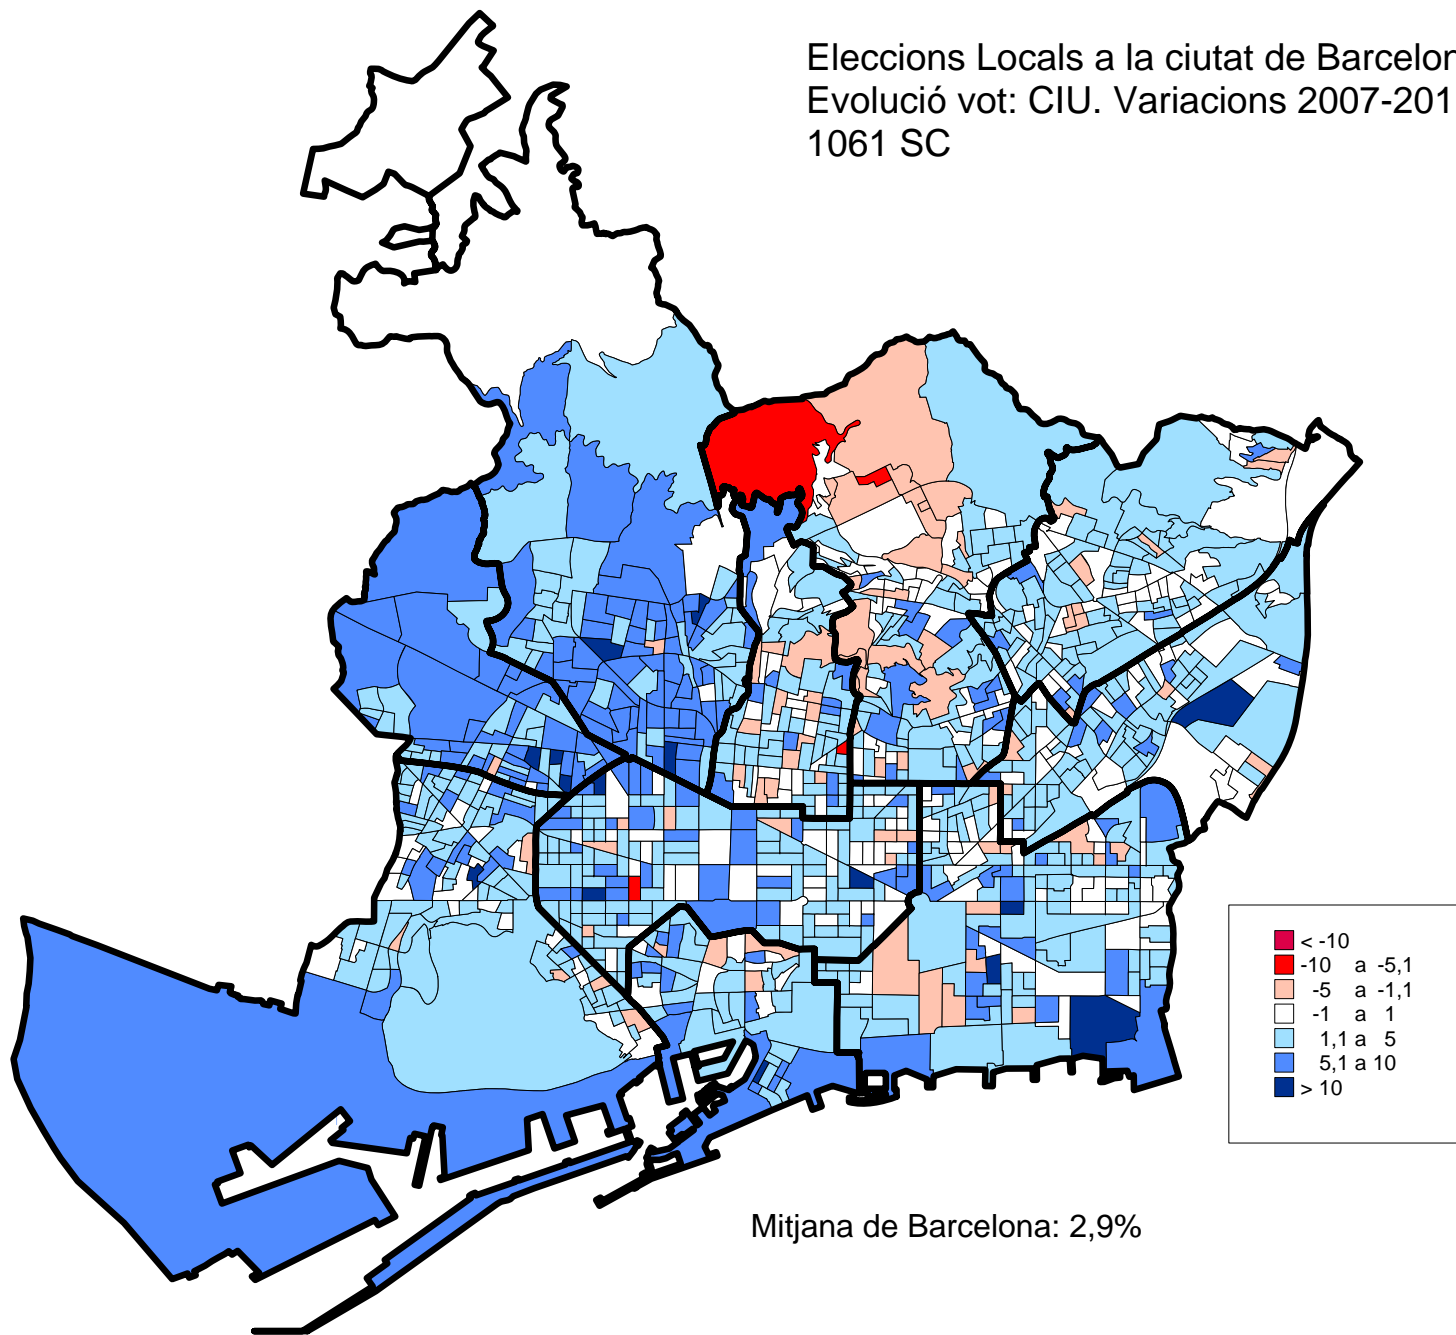 Eleccions Locals a la ciutat de Barcelon
Evolució vot: CIU. Variacions 2007-201
1061 SC
< -10
-10 a -5,1
-5 a -1,1
-1 a 1
1,1 a 5
5,1 a 10
> 10
Mitjana de Barcelona: 2,9%